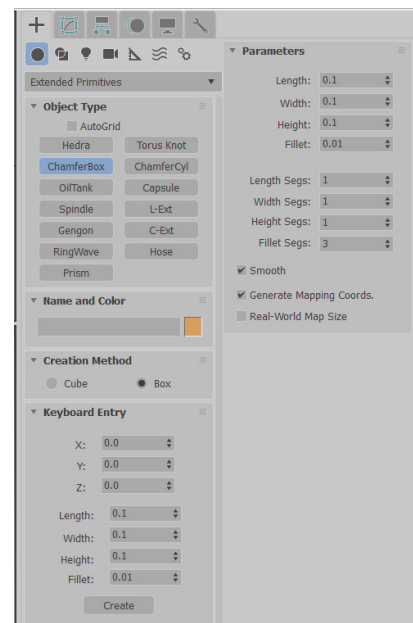 Extended Primitives
Object Type
AutoGrid
Hedra Torus Knot
ChamferBox ChamferCyl
OilTank Capsule
Spindle L-Ext
Gengon C-Ext
RingWave Hose
Prism
Name and Color
Creation Method
Cube Box
Keyboard Entry
X: 0.0
Y: 0.0
Z: 0.0
Length: 0.1
Width: 0.1
Height: 0.1
Fillet: 0.01
Create
Parameters
Length: 0.1
Width: 0.1
Height: 0.1
Fillet: 0.01
Length Segs: 1
Width Segs: 1
Height Segs: 1
Fillet Segs: 3
Smooth
Generate Mapping Coords.
Real-World Map Size